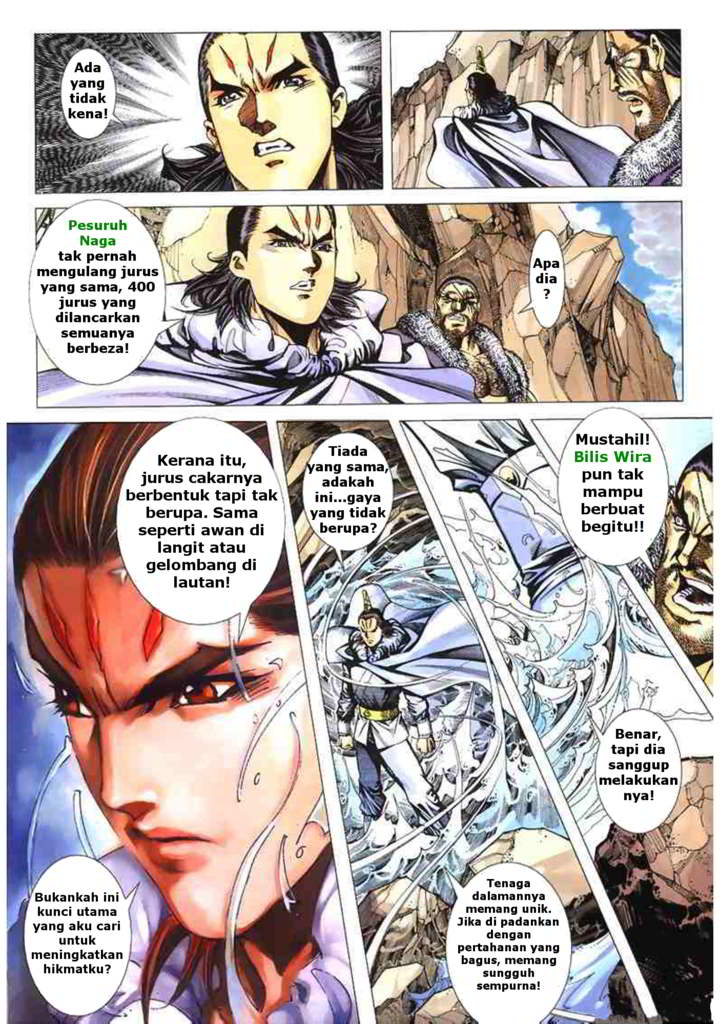 Ada
yang
tidak
kena!
Pesuruh
Naga
tak pernah
mengulang jurus
yang sama, 400
jurus yang
dilancarkan
semuanya
berbeza!
Apa
dia
?
Kerana itu,
jurus cakarnya
berbentuk tapi tak
berupa. Sama
seperti awan di
langit atau
gelombang di
lautan!
Tiada
yang sama,
adakah
ini...gaya
yang tidak
berupa?
Mustahil!
Bilis Wira
pun tak
mampu
berbuat
begitu!!
Benar,
tapi dia
sanggup
melakukan
nya!
Bukankah ini
kunci utama
yang aku cari
untuk
meningkatkan
hikmatku?
Tenaga
dalamannya
memang unik.
Jika di padankan
dengan
pertahanan yang
bagus, memang
sungguh
sempurna!